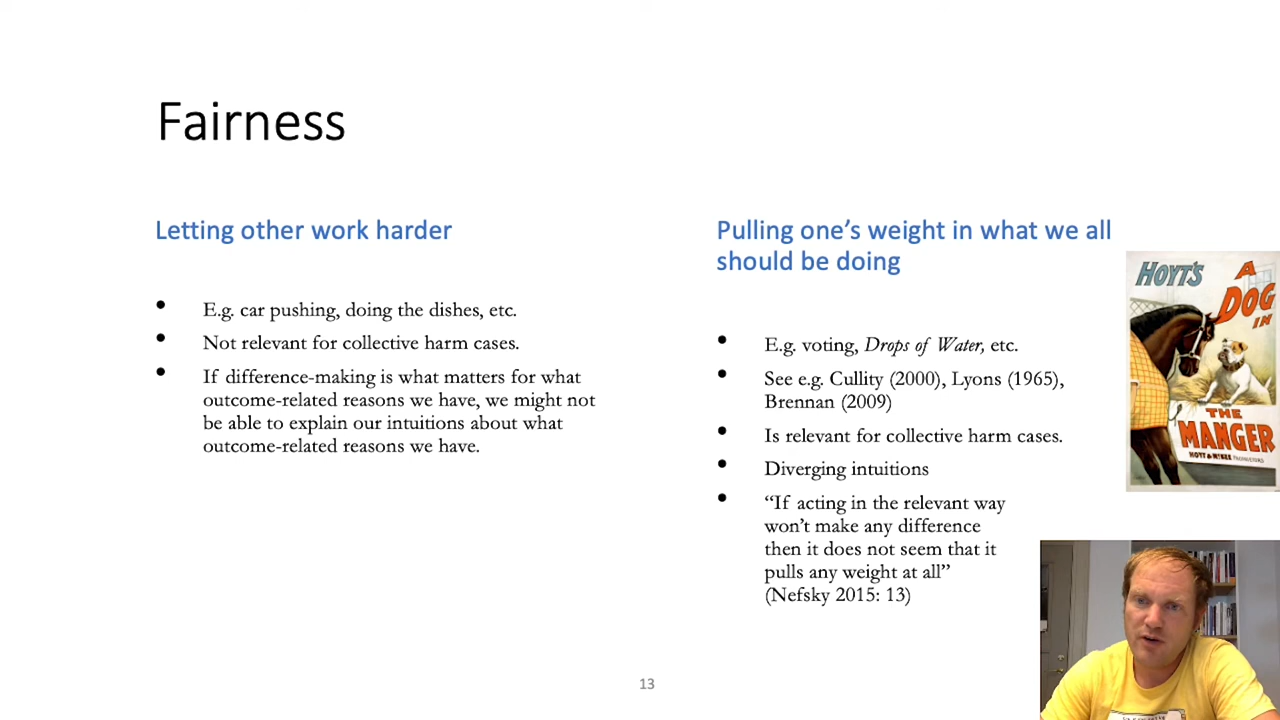 Fairness
Letting other work harder
• E.g. car pushing, doing the dishes, etc.
• Not relevant for collective harm cases.
• If difference-making is what matters for what
outcome-related reasons we have, we might not
be able to explain our intuitions about what
outcome-related reasons we have.
Pulling one’s weight in what we all
should be doing
• E.g. voting, Drops of Water, etc.
• See e.g. Cullity (2000), Lyons (1965),
Brennan (2009)
• Is relevant for collective harm cases.
• Diverging intuitions
• “If acting in the relevant way
won’t make any difference
then it does not seem that it
pulls any weight at all”
(Nefsky 2015: 13)
HOYT'S
A
DOG
IN
THE
MANGER
13